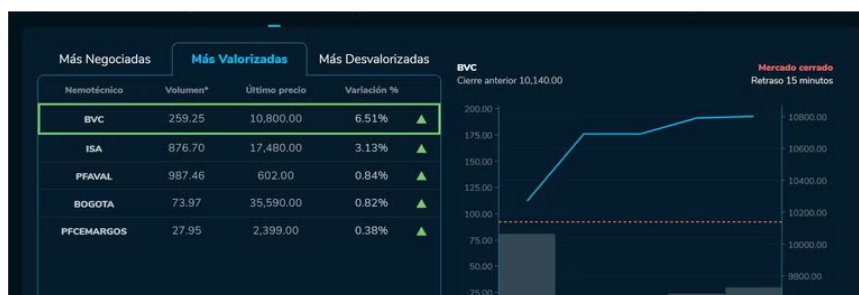 Más Negociadas Más Valorizadas Más Desvalorizadas
Nemotécnico Volumen* Último precio Variación %
BVC 259.25 10,800.00 6.51%
ISA 876.70 17,480.00 3.13%
PFAVAL 987.46 602.00 0.84%
BOGOTA 73.97 35,590.00 0.82%
PFCEMARGOS 27.95 2,399.00 0.38%
BVC Mercado cerrado
Cierre anterior 10,140.00 Retraso 15 minutos
200.00
175.00
150.00
125.00
100.00
75.00
50.00
25.00
10800.00
10600.00
10400.00
10200.00
10000.00
9800.00